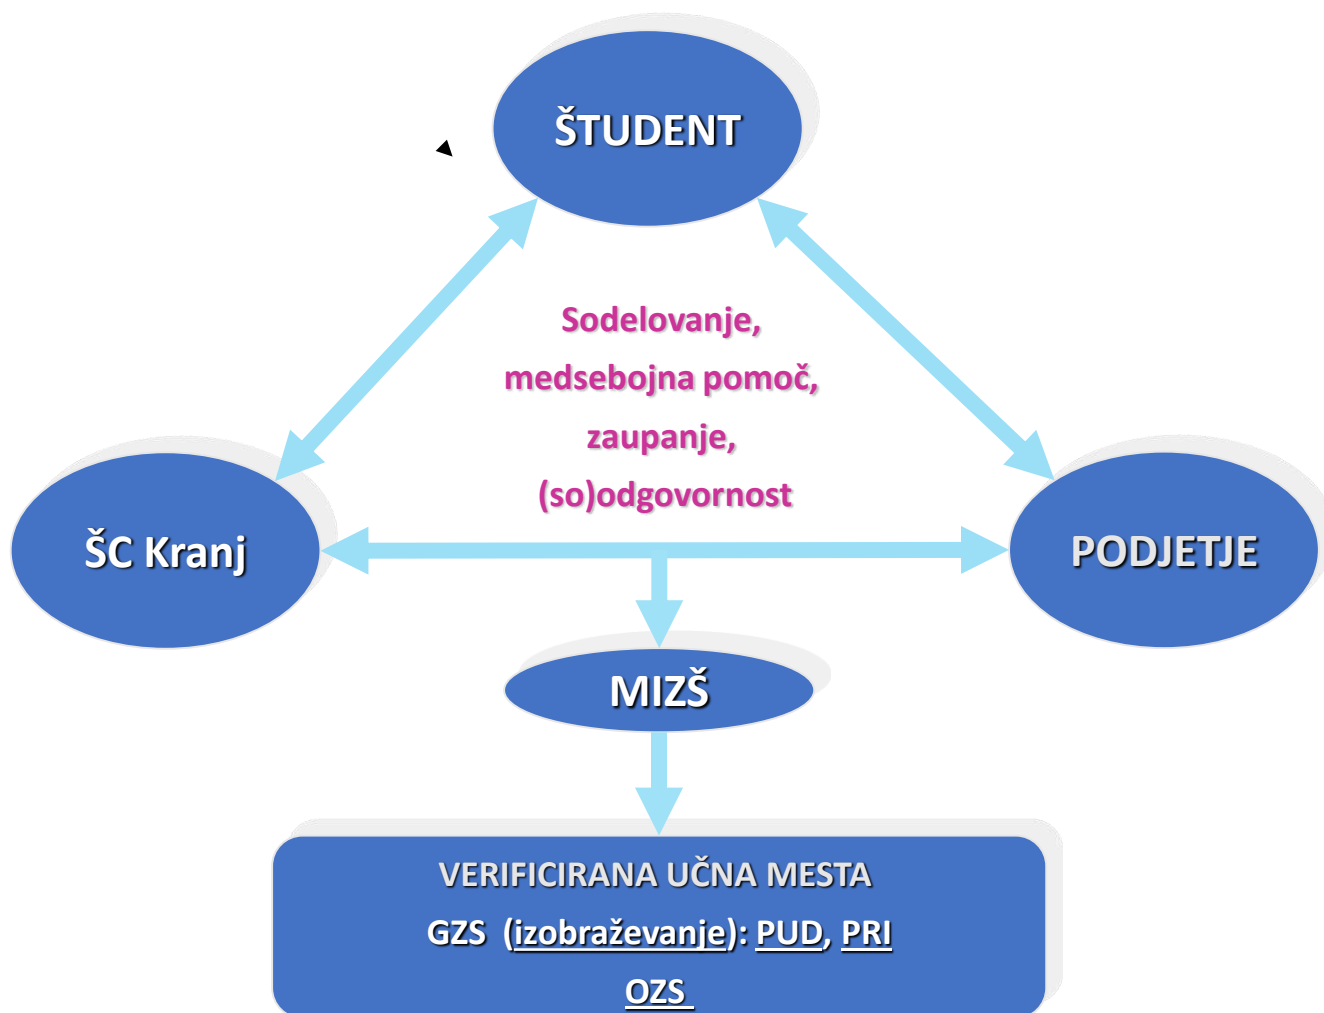 ŠTUDENT
Sodelovanje,
medsebojna pomoč,
zaupanje,
(so)odgovornost
ŠC Kranj
PODJETJE
MIZŠ
VERIFICIRANA UČNA MESTA
GZS (izobraževanje): PUD, PRI
OZS